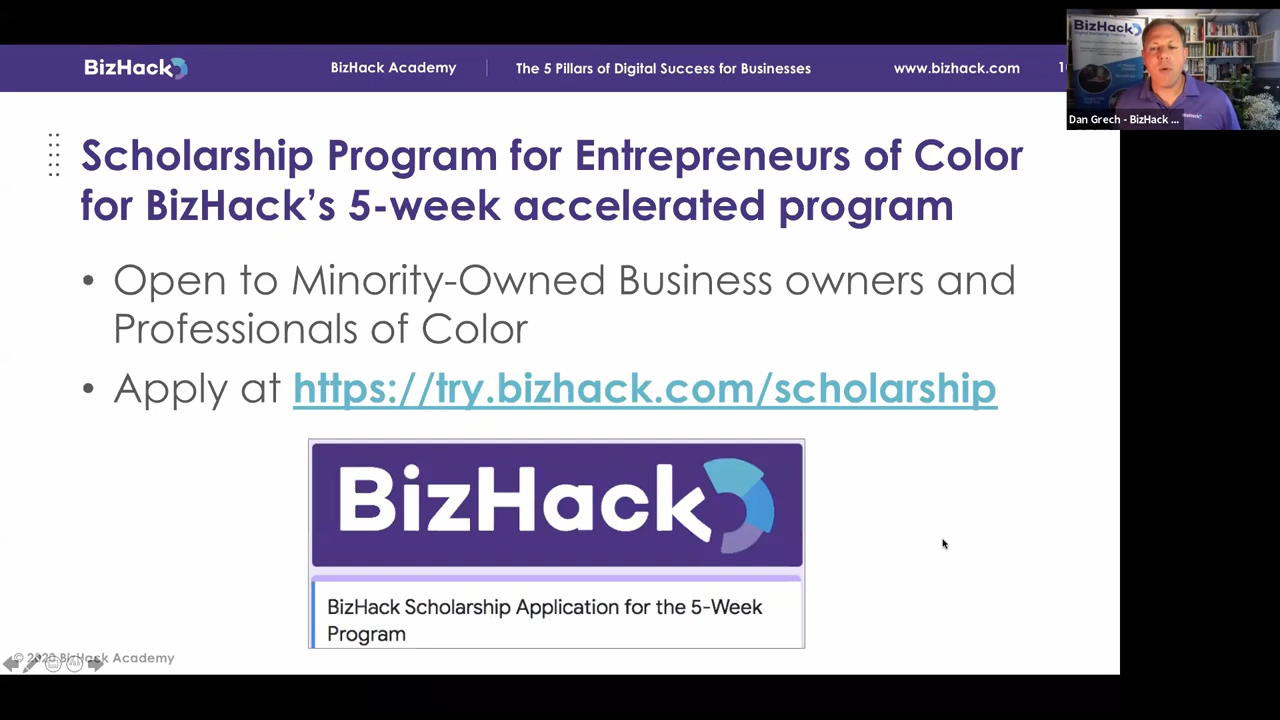 BizHack
BizHack Academy
The 5 Pillars of Digital Success for Businesses
www.bizhack.com
BizHack
Dan Grech - BizHack ...
Scholarship Program for Entrepreneurs of Color
for BizHack’s 5-week accelerated program
• Open to Minority-Owned Business owners and
Professionals of Color
• Apply at https://try.bizhack.com/scholarship
BizHack
BizHack Scholarship Application for the 5-Week
Program
© 2020 BizHack Academy